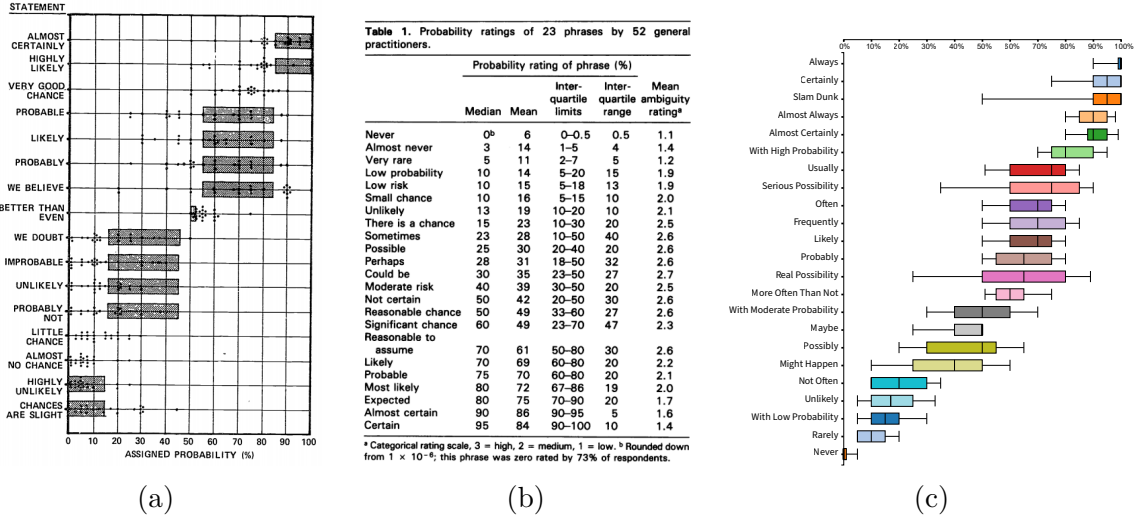 STATEMENT
ALMOST
CERTAINLY
HIGHLY
LIKELY
VERY GOOD
CHANCE
PROBABLE
LIKELY
PROBABLY
WE BELIEVE
BETTER THAN
EVEN
WE DOUBT
IMPROBABLE
UNLIKELY
PROBABLY
NOT
LITTLE
CHANCE
ALMOST
NO CHANCE
HIGHLY
UNLIKELY
CHANCES
ARE SLIGHT
0 10 20 30 40 50 60 70 80 90 100
ASSIGNED PROBABILITY (%)
(a)
Table 1. Probability ratings of 23 phrases by 52 general
practitioners.
Probability rating of phrase (%)
Median Mean Inter-quartile limits Inter-quartile range Mean ambiguity ratingᵃ
Never 0ᵇ 6 0–0.5 0.5 1.1
Almost never 3 14 1–5 4 1.4
Very rare 5 11 2–7 5 1.2
Low probability 10 14 5–20 15 1.9
Low risk 10 15 5–18 13 1.9
Small chance 10 16 5–15 10 2.0
Unlikely 13 19 10–20 10 2.1
There is a chance 15 23 10–30 20 2.5
Sometimes 23 28 10–50 40 2.6
Possible 25 30 20–40 20 2.6
Perhaps 28 31 18–50 32 2.6
Could be 30 35 23–50 27 2.7
Moderate risk 40 39 30–50 20 2.5
Not certain 50 42 20–50 30 2.6
Reasonable chance 50 49 33–60 27 2.6
Significant chance 60 49 23–70 47 2.3
Reasonable to
assume 70 61 50–80 30 2.6
Likely 70 69 60–80 20 2.2
Probable 75 70 60–80 20 2.1
Most likely 80 72 67–86 19 2.0
Expected 80 75 70–90 20 1.7
Almost certain 90 86 90–95 5 1.6
Certain 95 84 90–100 10 1.4
ᵃ Categorical rating scale, 3 = high, 2 = medium, 1 = low. ᵇ Rounded down
from 1 × 10⁻⁶; this phrase was zero rated by 73% of respondents.
(b)
0% 10% 20% 30% 40% 50% 60% 70% 80% 90% 100%
Always
Certainly
Slam Dunk
Almost Always
Almost Certainly
With High Probability
Usually
Serious Possibility
Often
Frequently
Likely
Probably
Real Possibility
More Often Than Not
With Moderate Probability
Maybe
Possibly
Might Happen
Not Often
Unlikely
With Low Probability
Rarely
Never
(c)